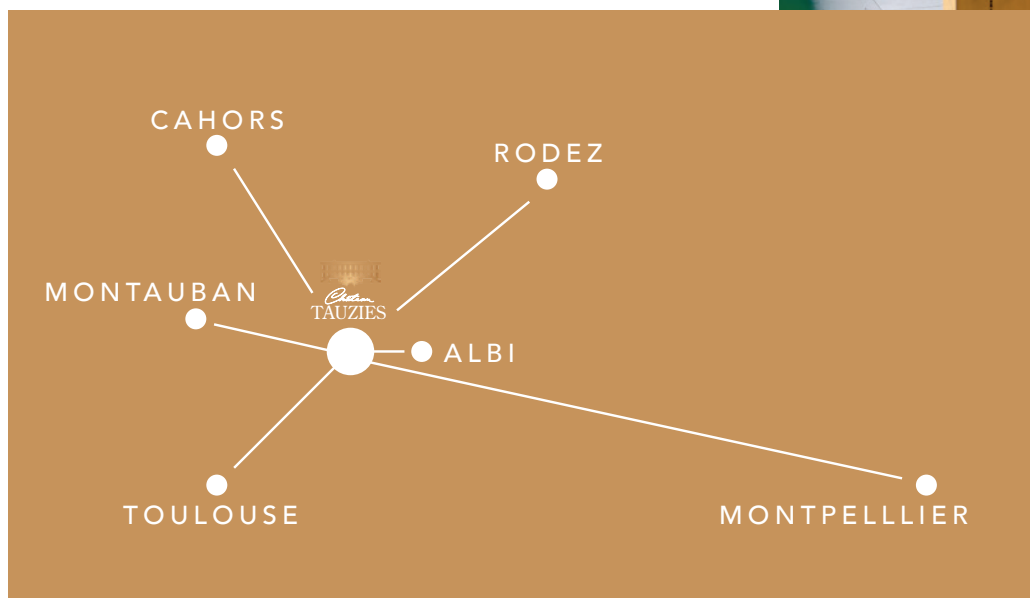 CAHORS
RODEZ
MONTAUBAN
Château
TAUZIES
ALBI
TOULOUSE
MONTPELLLIER